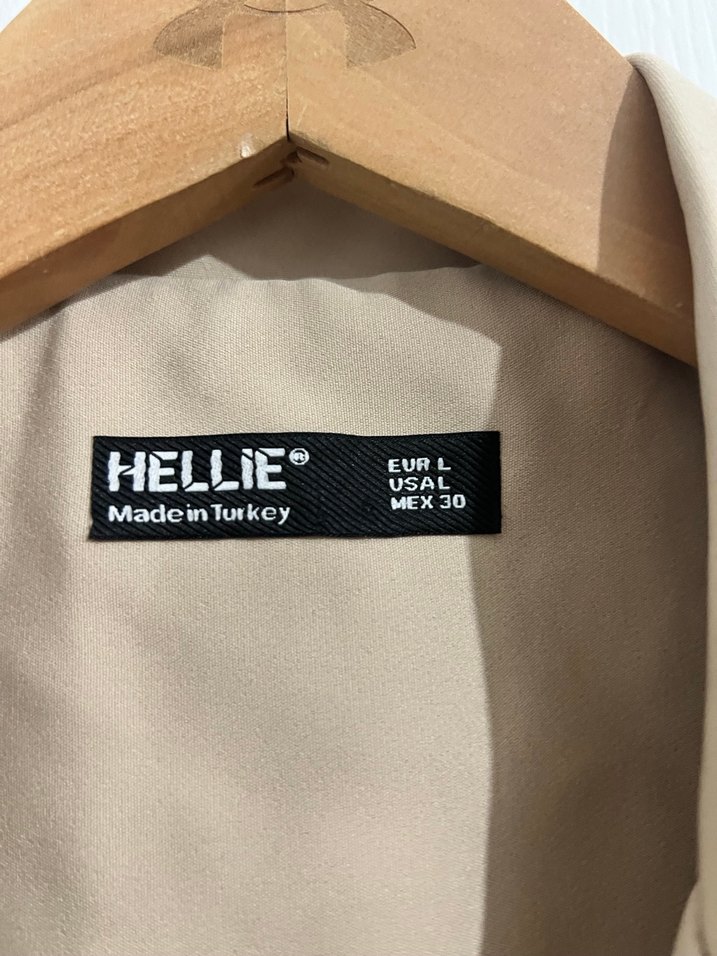 HELLiE®
Made in Turkey
EUR L
USA L
MEX 30